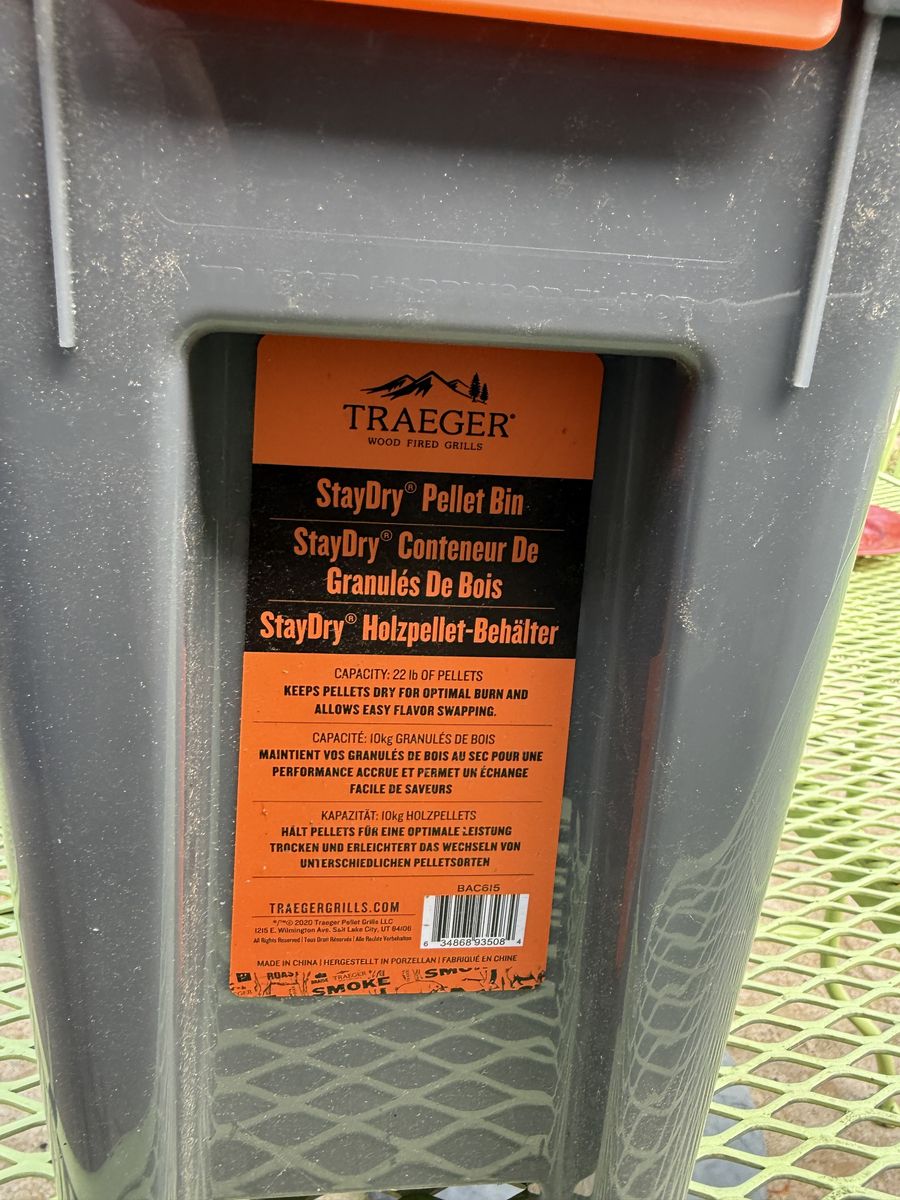 TRAEGER®
WOOD FIRED GRILLS
StayDry® Pellet Bin
StayDry® Conteneur De
Granulés De Bois
StayDry® Holzpellet-Behälter
CAPACITY: 22 lb OF PELLETS
KEEPS PELLETS DRY FOR OPTIMAL BURN AND
ALLOWS EASY FLAVOR SWAPPING.
CAPACITÉ: 10kg GRANULÉS DE BOIS
MAINTIENT VOS GRANULÉS DE BOIS AU SEC POUR UNE
PERFORMANCE ACCRUE ET PERMET UN ÉCHANGE
FACILE DE SAVEURS
KAPAZITÄT: 10kg HOLZPELLETS
HÄLT PELLETS FÜR EINE OPTIMALE LEISTUNG
TROCKEN UND ERLEICHTERT DAS WECHSELN VON
UNTERSCHIEDLICHEN PELLETSORTEN
BAC615
TRAEGERGRILLS.COM
®/™© 2020 Traeger Pellet Grills LLC
1215 E. Wilmington Ave. Salt Lake City, UT 84106
All Rights Reserved | Tous Droit Réservés | Alle Rechte Vorbehalten
6 34868 93508 4
MADE IN CHINA | HERGESTELLT IN PORZELLAN | FABRIQUÉ EN CHINE
ROAST
TRAEGER
SMOKE